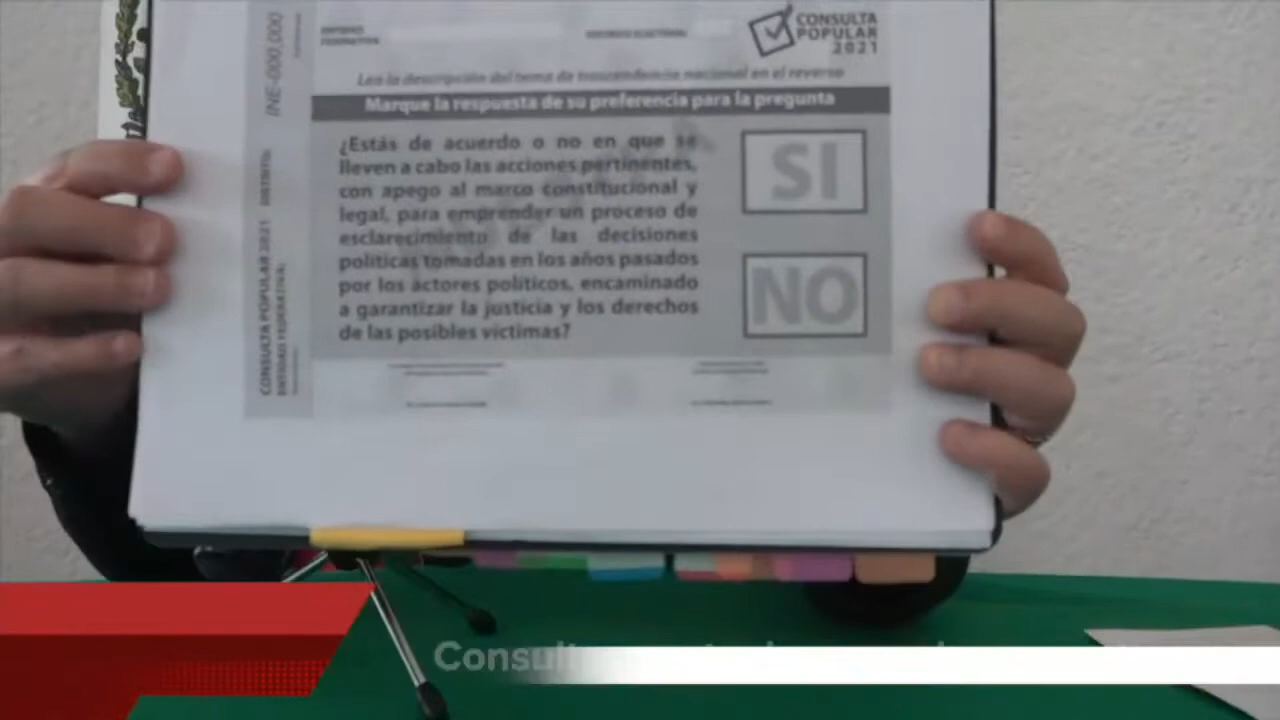 CONSULTA
POPULAR
2021
INE-000,000
Lea la descripción del tema de trascendencia nacional en el reverso
Marque la respuesta de su preferencia para la pregunta
¿Estás de acuerdo o no en que se
lleven a cabo las acciones pertinentes,
con apego al marco constitucional y
legal, para emprender un proceso de
esclarecimiento de las decisiones
políticas tomadas en los años pasados
por los actores políticos, encaminado
a garantizar la justicia y los derechos
de las posibles víctimas?
SI
NO
CONSULTA POPULAR 2021
ENTIDAD FEDERATIVA: